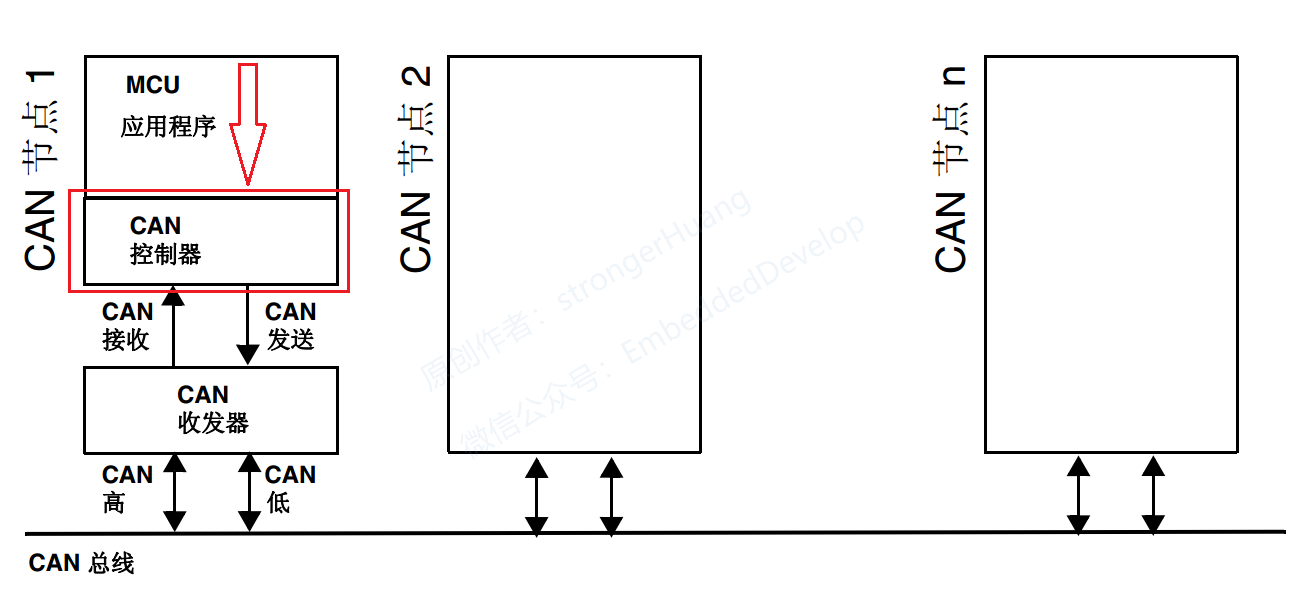 CAN 节点 1
MCU
应用程序
CAN
控制器
CAN
接收
CAN
发送
CAN
收发器
CAN
高
CAN
低
CAN 节点 2
CAN 节点 n
原创作者：strongerHuang
微信公众号：EmbeddedDevelop
CAN 总线